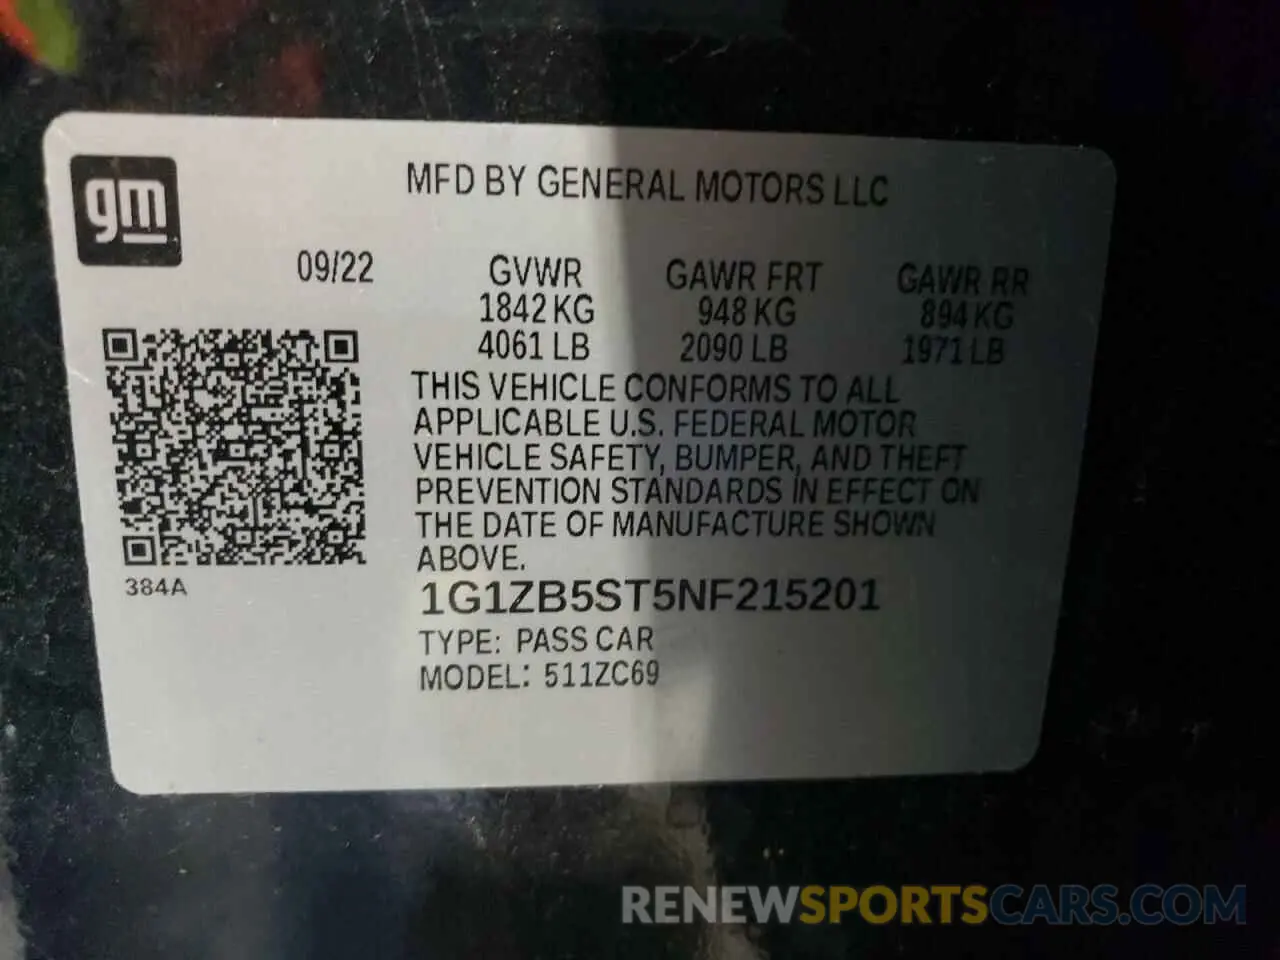 gm
MFD BY GENERAL MOTORS LLC
09/22 GVWR GAWR FRT GAWR RR
1842 KG 948 KG 894 KG
4061 LB 2090 LB 1971 LB
THIS VEHICLE CONFORMS TO ALL
APPLICABLE U.S. FEDERAL MOTOR
VEHICLE SAFETY, BUMPER, AND THEFT
PREVENTION STANDARDS IN EFFECT ON
THE DATE OF MANUFACTURE SHOWN
ABOVE.
384A
1G1ZB5ST5NF215201
TYPE: PASS CAR
MODEL: 511ZC69
RENEWSPORTSCARS.COM